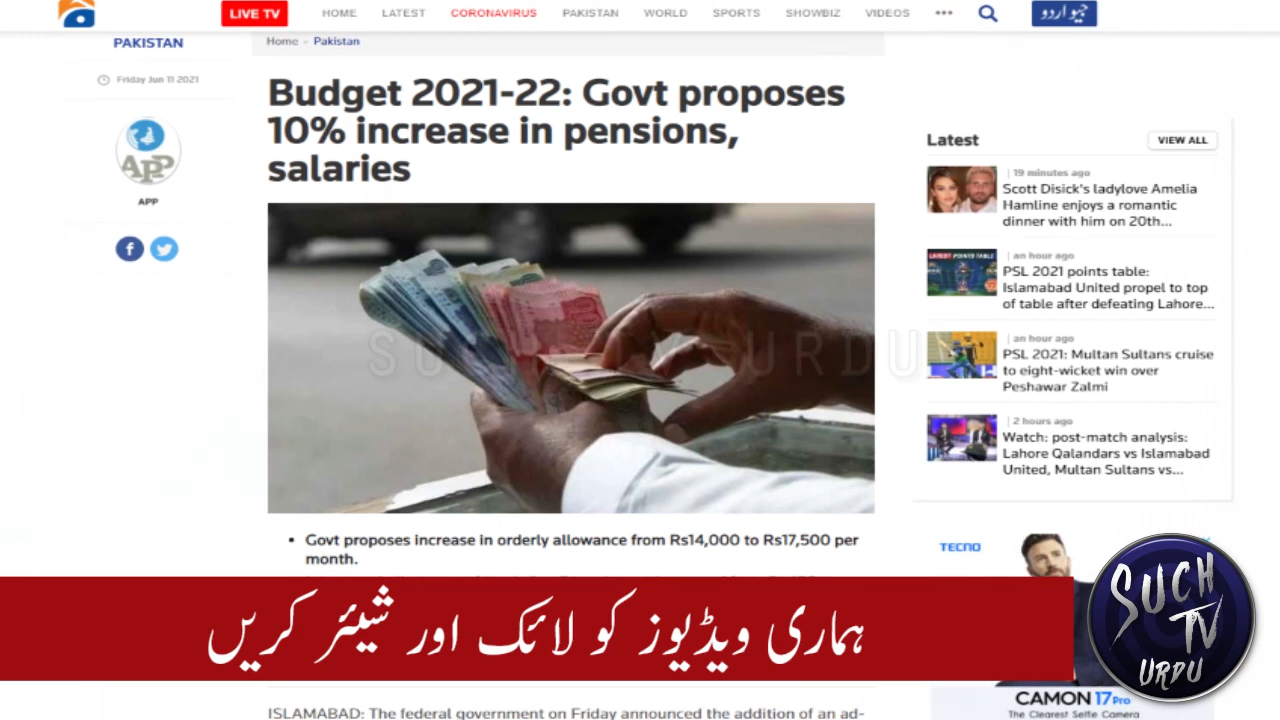 LIVE TV
HOME
LATEST
CORONAVIRUS
PAKISTAN
WORLD
SPORTS
SHOWBIZ
VIDEOS
جیو اردو
PAKISTAN
Friday Jun 11 2021
APP
APP
Home - Pakistan
Budget 2021-22: Govt proposes
10% increase in pensions,
salaries
SUCH TV URDU
• Govt proposes increase in orderly allowance from Rs14,000 to Rs17,500 per
month.
Latest
VIEW ALL
19 minutes ago
Scott Disick's ladylove Amelia
Hamline enjoys a romantic
dinner with him on 20th...
LATEST POINTS TABLE
an hour ago
PSL 2021 points table:
Islamabad United propel to top
of table after defeating Lahore...
an hour ago
PSL 2021: Multan Sultans cruise
to eight-wicket win over
Peshawar Zalmi
2 hours ago
Watch: post-match analysis:
Lahore Qalandars vs Islamabad
United, Multan Sultans vs...
TECNO
ہماری ویڈیوز کو لائک اور شیئر کریں
SUCH
TV
URDU
CAMON 17 Pro
The Clearest Selfie Camera
ISLAMABAD: The federal government on Friday announced the addition of an ad-